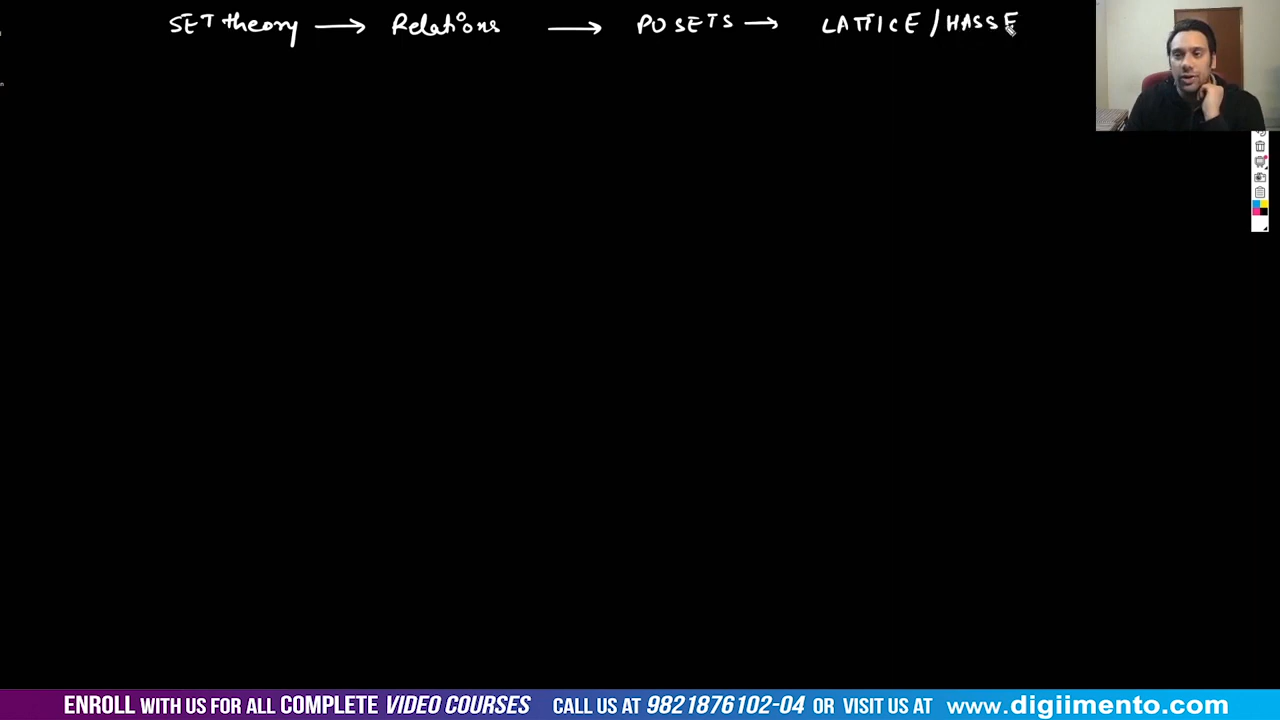 SET theory → Relations → POSETS → LATTICE / HASSE
ENROLL WITH US FOR ALL COMPLETE VIDEO COURSES CALL US AT 9821876102-04 OR VISIT US AT www.digiimento.com